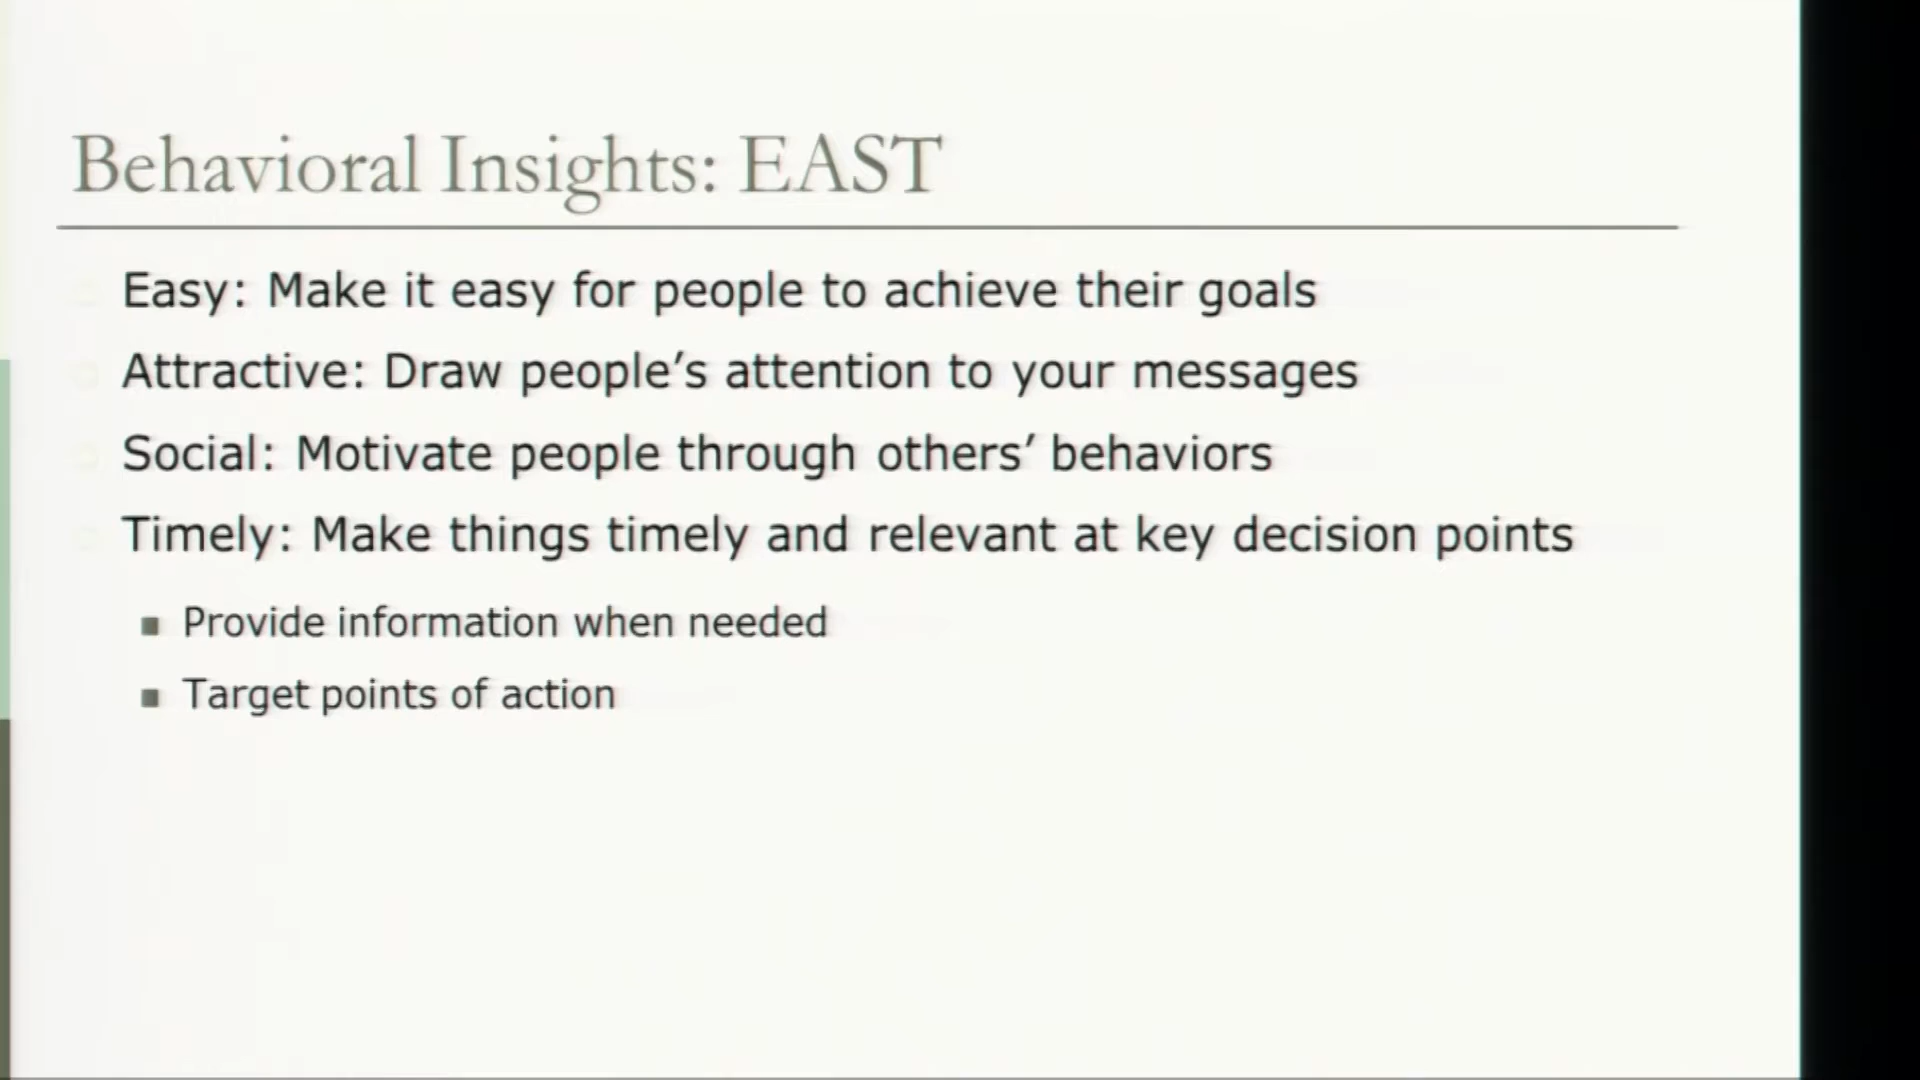 Behavioral Insights: EAST
Easy: Make it easy for people to achieve their goals
Attractive: Draw people’s attention to your messages
Social: Motivate people through others’ behaviors
Timely: Make things timely and relevant at key decision points
Provide information when needed
Target points of action